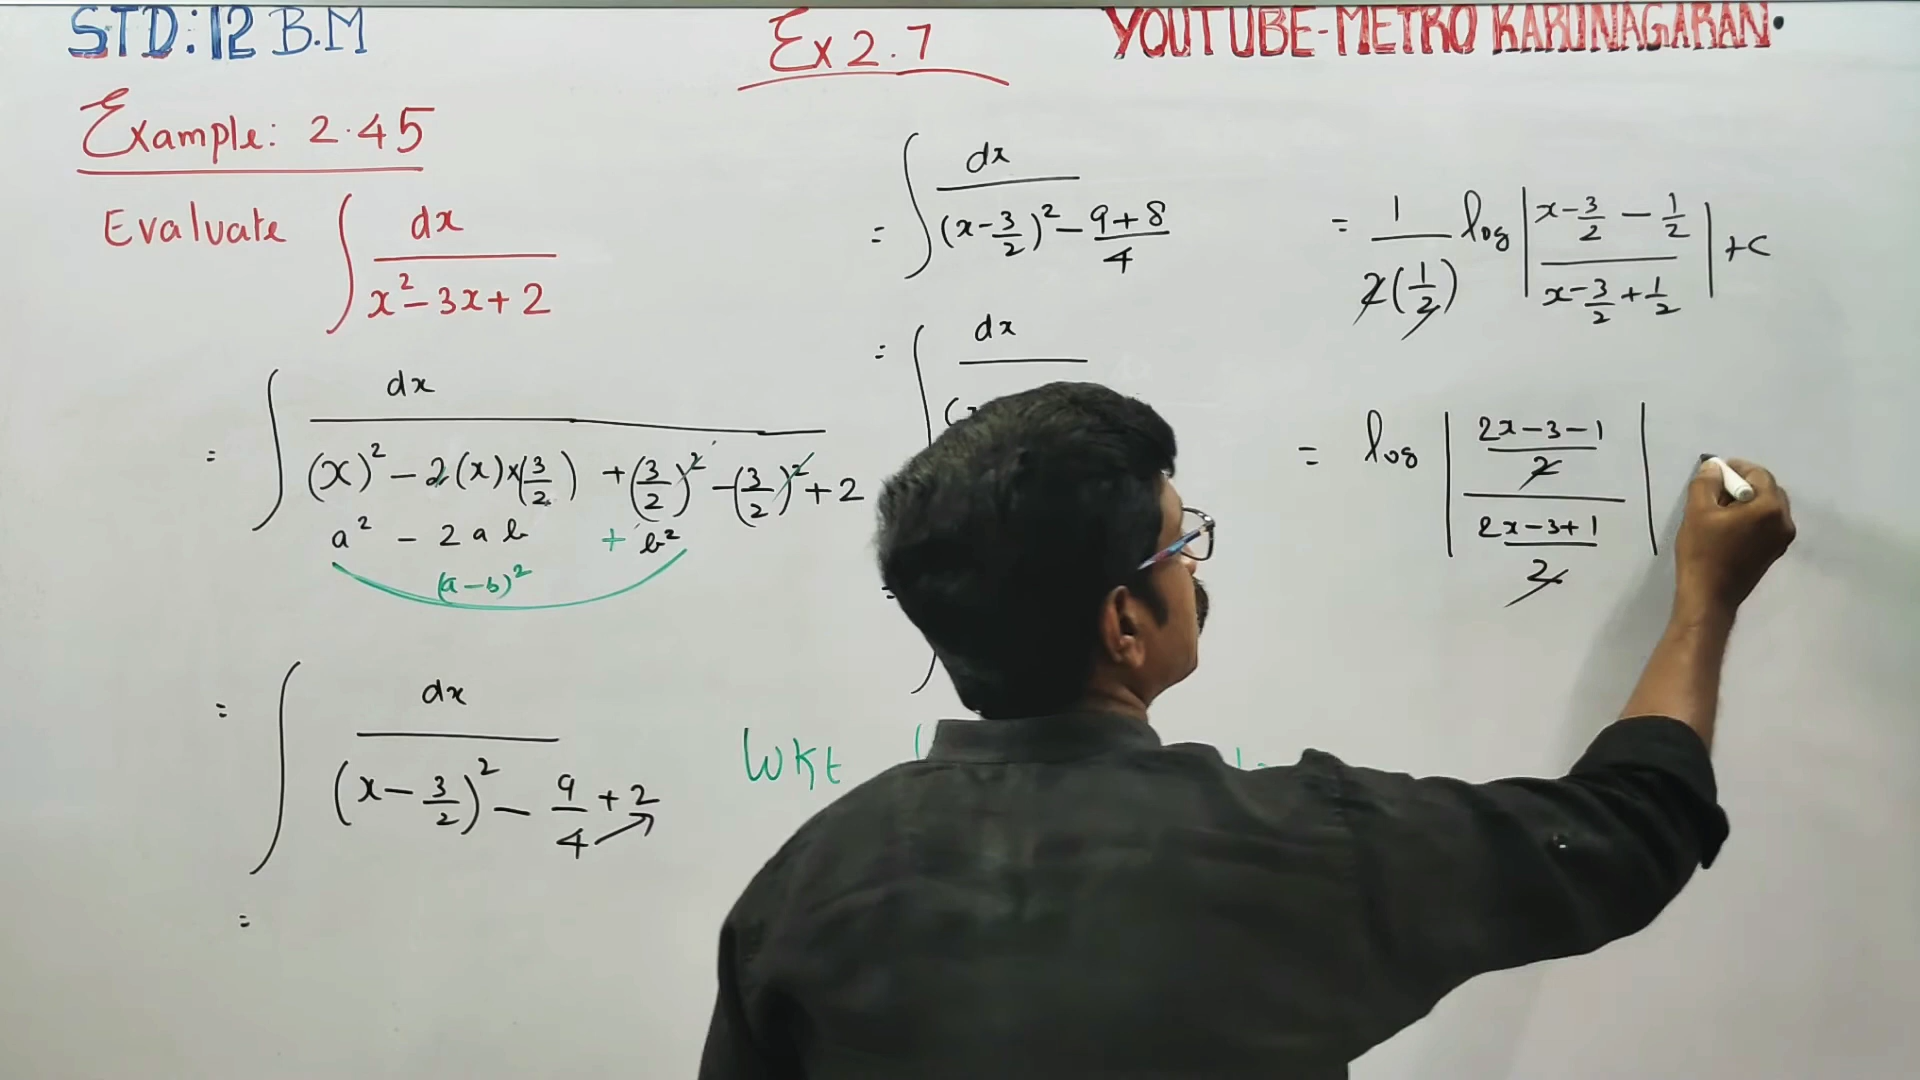 STD:12 B.M
Ex 2.7
YOUTUBE-METRO KARUNAGARAN.
Example: 2.45
Evaluate ∫ dx / x² - 3x + 2
= ∫ dx / (x)² - 2(x)×(3/2) + (3/2)² - (3/2)² + 2
a² - 2ab + b²
(a-b)²
= ∫ dx / (x - 3/2)² - 9/4 + 2
=
= ∫ dx / (x - 3/2)² - 9+8/4
= ∫ dx
Wkt
= 1 / 2(1/2) log | x - 3/2 - 1/2 / x - 3/2 + 1/2 | + c
= log | 2x-3-1/2 / 2x-3+1/2 |